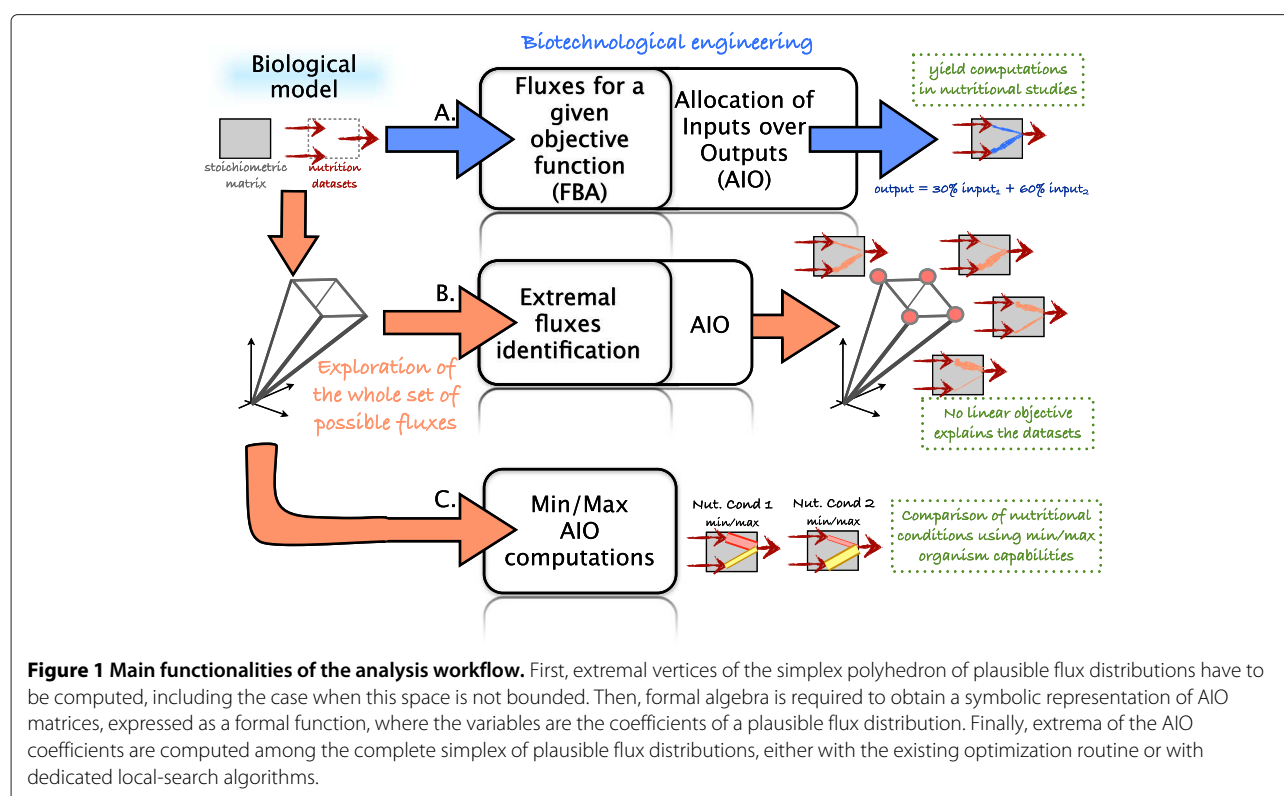 Biotechnological engineering
Biological
model
stoichiometric
matrix
nutrition
datasets
A.
Fluxes for a
given
objective
function
(FBA)
Allocation of
Inputs over
Outputs
(AIO)
yield computations
in nutritional studies
output = 30% input₁ + 60% input₂
B.
Extremal
fluxes
identification
AIO
Exploration of
the whole set of
possible fluxes
No linear objective
explains the datasets
C.
Min/Max
AIO
computations
Nut. Cond 1
min/max
Nut. Cond 2
min/max
Comparison of nutritional
conditions using min/max
organism capabilities
Figure 1 Main functionalities of the analysis workflow. First, extremal vertices of the simplex polyhedron of plausible flux distributions have to
be computed, including the case when this space is not bounded. Then, formal algebra is required to obtain a symbolic representation of AIO
matrices, expressed as a formal function, where the variables are the coefficients of a plausible flux distribution. Finally, extrema of the AIO
coefficients are computed among the complete simplex of plausible flux distributions, either with the existing optimization routine or with
dedicated local-search algorithms.